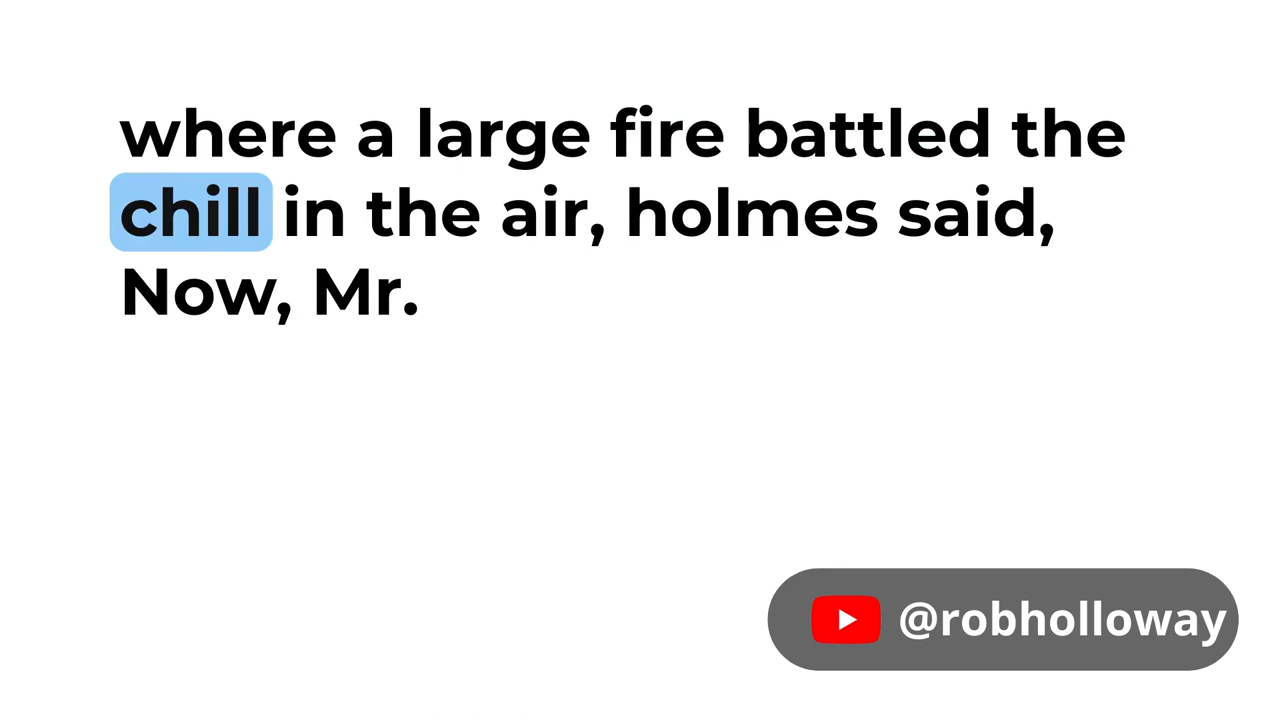 where a large fire battled the
chill in the air, holmes said,
Now, Mr.
@robholloway